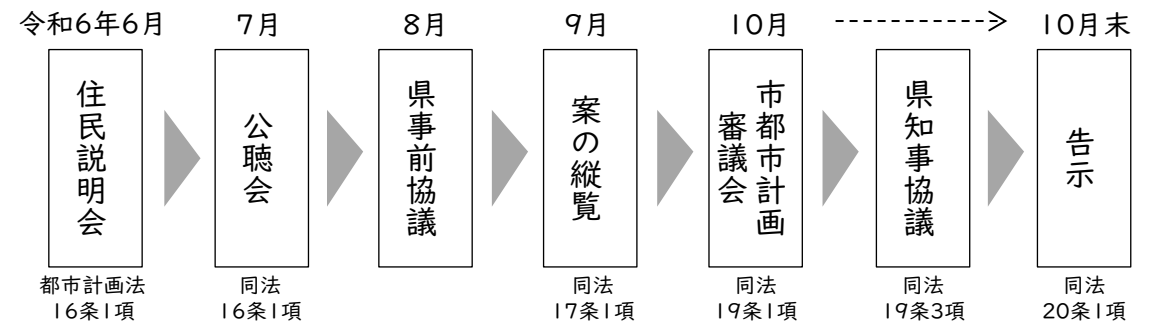 令和6年6月
7月
8月
9月
10月
----------->
10月末
住民説明会
公聴会
県事前協議
案の縦覧
市都市計画
審議会
県知事協議
告示
都市計画法
16条1項
同法
16条1項
同法
17条1項
同法
19条1項
同法
19条3項
同法
20条1項